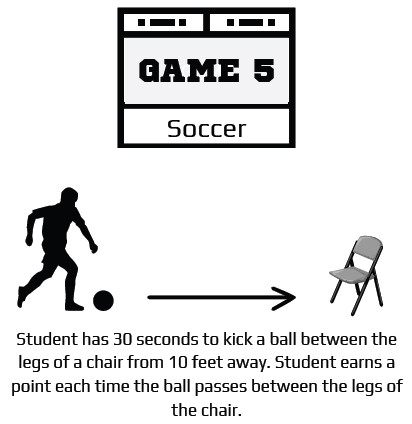 GAME 5
Soccer
Student has 30 seconds to kick a ball between the
legs of a chair from 10 feet away. Student earns a
point each time the ball passes between the legs of
the chair.